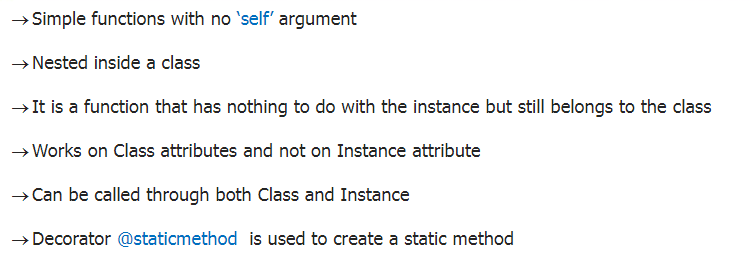 →Simple functions with no ‘self’ argument
→Nested inside a class
→It is a function that has nothing to do with the instance but still belongs to the class
→Works on Class attributes and not on Instance attribute
→Can be called through both Class and Instance
→Decorator @staticmethod is used to create a static method